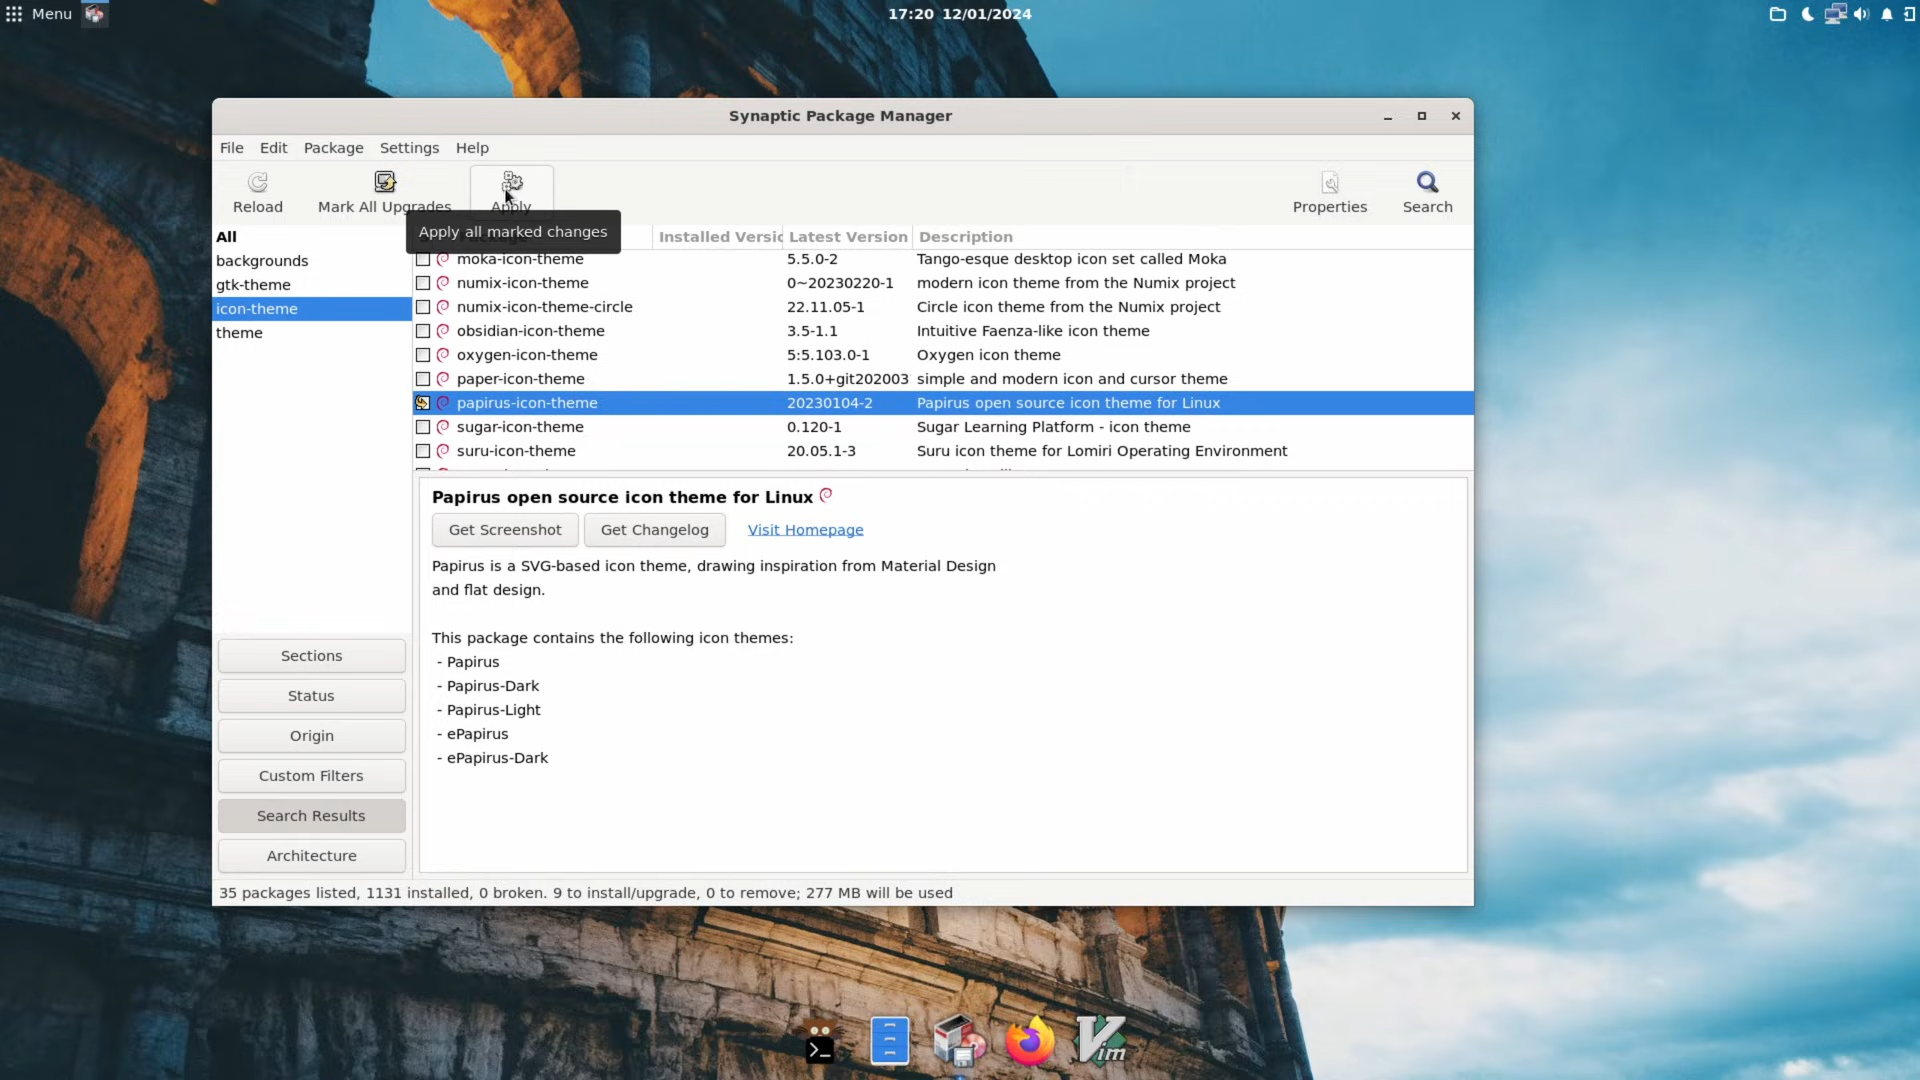 Menu
17:20 12/01/2024
Synaptic Package Manager
File Edit Package Settings Help
Reload Mark All Upgrades Apply Properties Search
Apply all marked changes
All
backgrounds
gtk-theme
icon-theme
theme
Installed Versic Latest Version Description
moka-icon-theme 5.5.0-2 Tango-esque desktop icon set called Moka
numix-icon-theme 0~20230220-1 modern icon theme from the Numix project
numix-icon-theme-circle 22.11.05-1 Circle icon theme from the Numix project
obsidian-icon-theme 3.5-1.1 Intuitive Faenza-like icon theme
oxygen-icon-theme 5:5.103.0-1 Oxygen icon theme
paper-icon-theme 1.5.0+git202003 simple and modern icon and cursor theme
papirus-icon-theme 20230104-2 Papirus open source icon theme for Linux
sugar-icon-theme 0.120-1 Sugar Learning Platform - icon theme
suru-icon-theme 20.05.1-3 Suru icon theme for Lomiri Operating Environment
Papirus open source icon theme for Linux
Get Screenshot Get Changelog Visit Homepage
Papirus is a SVG-based icon theme, drawing inspiration from Material Design
and flat design.
This package contains the following icon themes:
- Papirus
- Papirus-Dark
- Papirus-Light
- ePapirus
- ePapirus-Dark
Sections
Status
Origin
Custom Filters
Search Results
Architecture
35 packages listed, 1131 installed, 0 broken. 9 to install/upgrade, 0 to remove; 277 MB will be used
Vim